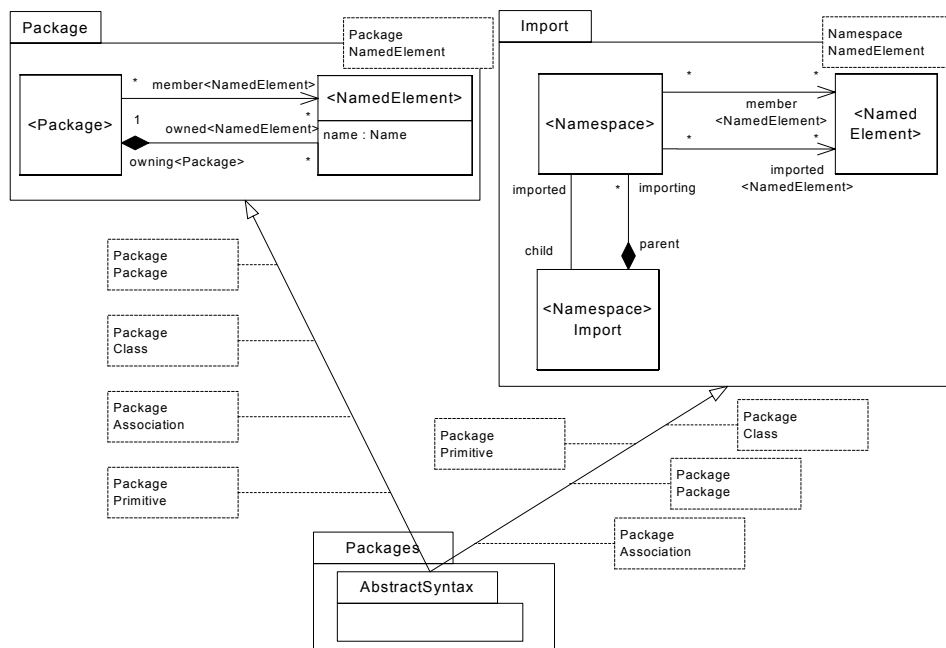 Package
Package
NamedElement
<Package>
*
member<NamedElement>
1
*
owned<NamedElement>
owning<Package>
*
<NamedElement>
name : Name
Import
Namespace
NamedElement
<Namespace>
*
*
member
<NamedElement>
*
*
imported
<NamedElement>
<Named
Element>
imported
*
importing
child
parent
<Namespace>
Import
Package
Package
Package
Class
Package
Association
Package
Primitive
Package
Primitive
Package
Class
Package
Package
Package
Association
Packages
AbstractSyntax